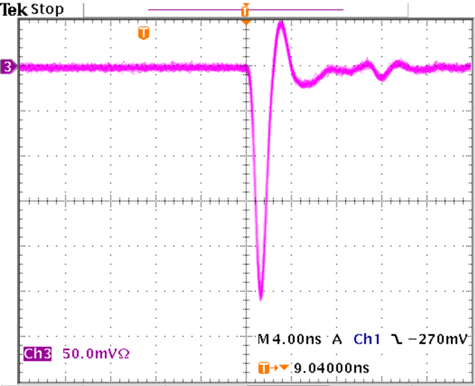 Tek Stop
T
T
3
M 4.00ns A Ch1 -270mV
Ch3 50.0mVΩ
T 9.04000ns